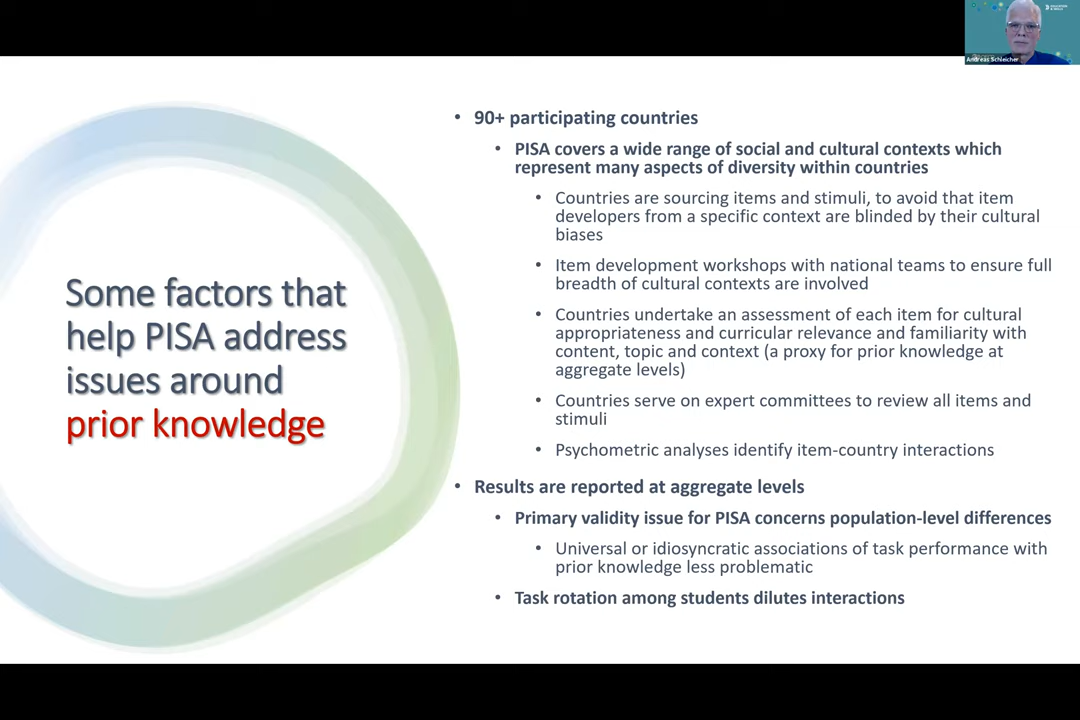 Andreas Schleicher
Some factors that
help PISA address
issues around
prior knowledge
• 90+ participating countries
• PISA covers a wide range of social and cultural contexts which
represent many aspects of diversity within countries
• Countries are sourcing items and stimuli, to avoid that item
developers from a specific context are blinded by their cultural
biases
• Item development workshops with national teams to ensure full
breadth of cultural contexts are involved
• Countries undertake an assessment of each item for cultural
appropriateness and curricular relevance and familiarity with
content, topic and context (a proxy for prior knowledge at
aggregate levels)
• Countries serve on expert committees to review all items and
stimuli
• Psychometric analyses identify item-country interactions
• Results are reported at aggregate levels
• Primary validity issue for PISA concerns population-level differences
• Universal or idiosyncratic associations of task performance with
prior knowledge less problematic
• Task rotation among students dilutes interactions